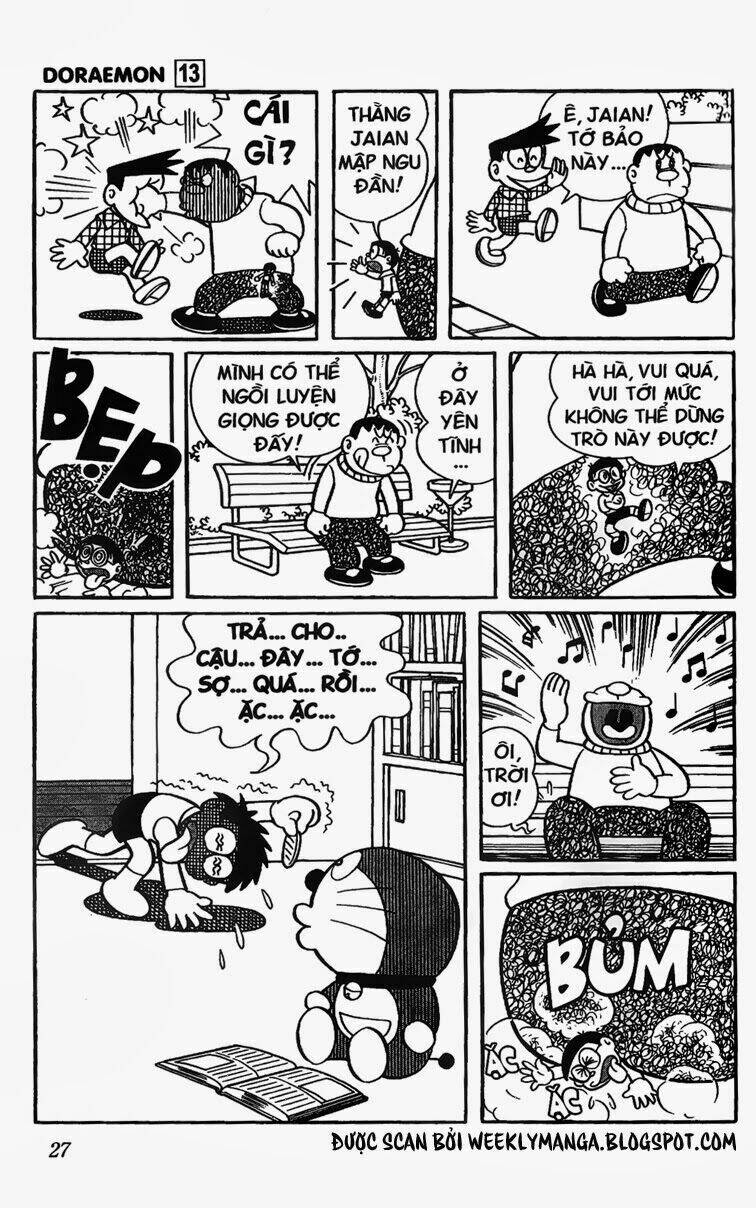 DORAEMON 13
Ê, JAIAN!
TỚ BẢO
NÀY...
THẰNG
JAIAN
MẬP NGU
ĐẦN!
CÁI
GÌ?
HÀ HÀ, VUI QUÁ,
VUI TỚI MỨC
KHÔNG THỂ DỪNG
TRÒ NÀY ĐƯỢC!
Ở
ĐÂY
YÊN
TĨNH
...
MÌNH CÓ THỂ
NGỒI LUYỆN
GIỌNG ĐƯỢC
ĐẤY!
BẸP
ÔI,
TRỜI
ƠI!
BỦM
ẶC
ẶC
TRẢ... CHO..
CẬU... ĐÂY... TỚ...
SỢ... QUÁ... RỒI...
ẶC... ẶC...
27
ĐƯỢC SCAN BỞI WEEKLYMANGA.BLOGSPOT.COM